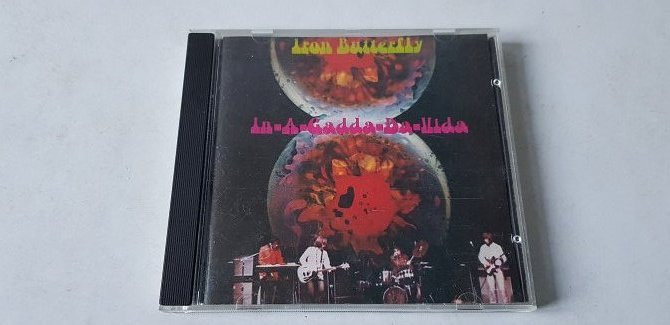 Iron Butterfly
In-A-Gadda-Da-Vida